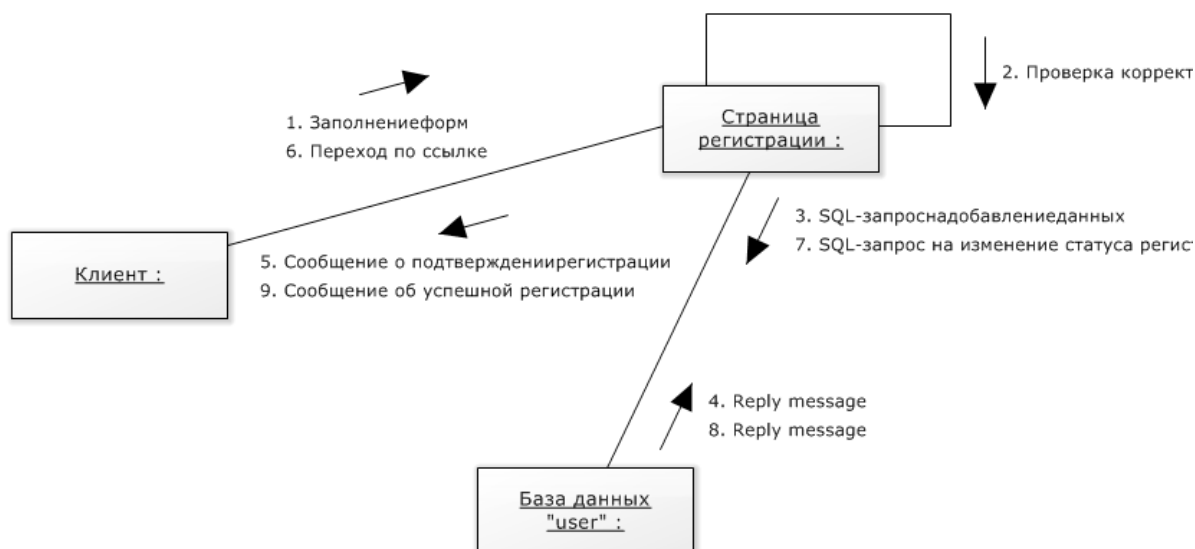 2. Проверка коррект
Страница
регистрации :
1. Заполнениеформ
6. Переход по ссылке
3. SQL-запроснадобавлениеданных
7. SQL-запрос на изменение статуса регист
Клиент :
5. Сообщение о подтверждениирегистрации
9. Сообщение об успешной регистрации
4. Reply message
8. Reply message
База данных
"user" :